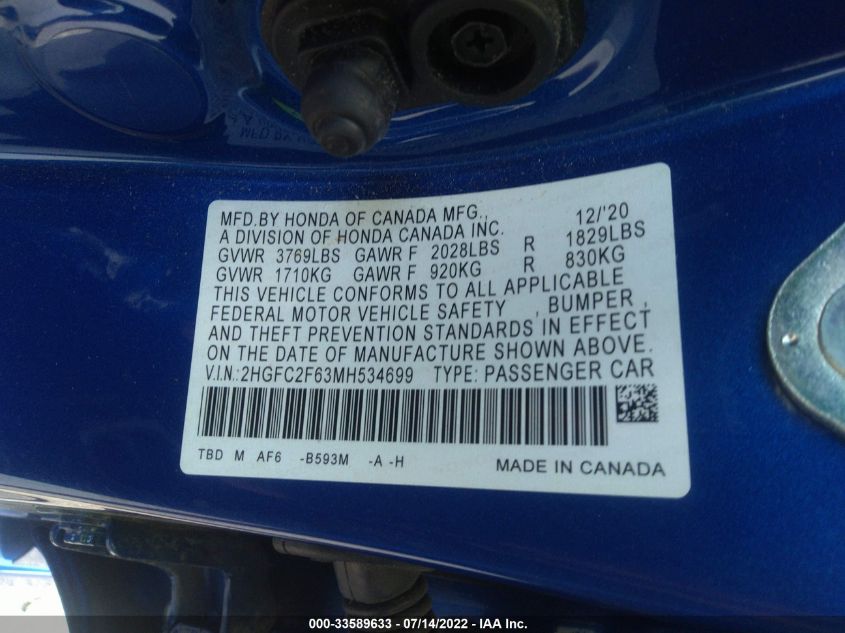 MFD.BY HONDA OF CANADA MFG., 12/'20
A DIVISION OF HONDA CANADA INC.
GVWR 3769LBS GAWR F 2028LBS R 1829LBS
GVWR 1710KG GAWR F 920KG R 830KG
THIS VEHICLE CONFORMS TO ALL APPLICABLE
FEDERAL MOTOR VEHICLE SAFETY , BUMPER ,
AND THEFT PREVENTION STANDARDS IN EFFECT
ON THE DATE OF MANUFACTURE SHOWN ABOVE.
V.I.N.:2HGFC2F63MH534699 TYPE: PASSENGER CAR
TBD M AF6 -B593M -A -H MADE IN CANADA
000-33589633 - 07/14/2022 - IAA Inc.